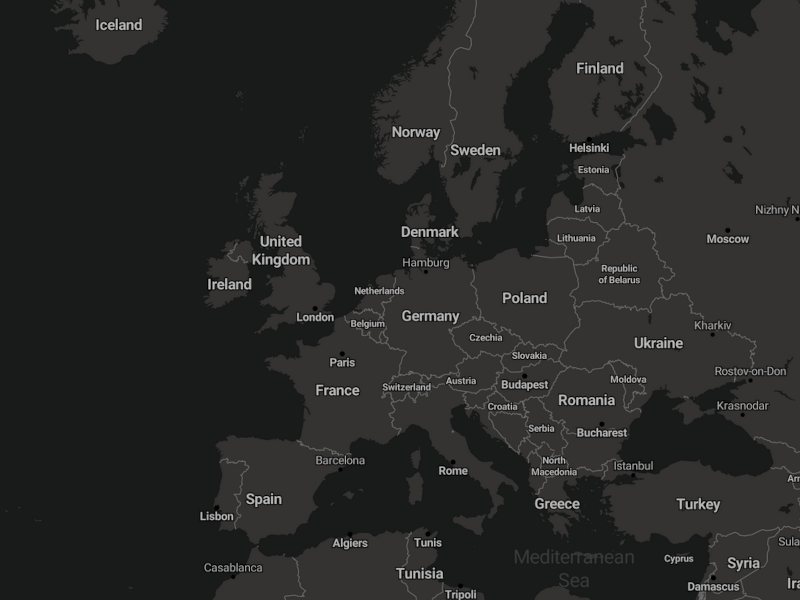 Iceland
Finland
Norway
Sweden
Helsinki
Estonia
Latvia
Nizhny N
Denmark
Lithuania
Moscow
United
Kingdom
Hamburg
Republic
of Belarus
Ireland
Netherlands
Poland
London
Belgium
Germany
Kharkiv
Czechia
Ukraine
Slovakia
Paris
Rostov-on-Don
France
Switzerland
Austria
Budapest
Moldova
Romania
Krasnodar
Croatia
Serbia
Bucharest
Barcelona
Rome
North
Macedonia
Istanbul
Spain
Greece
Turkey
Lisbon
Algiers
Tunis
Sula
Mediterranean
Sea
Cyprus
Syria
Casablanca
Tunisia
Damascus
Tripoli
Ira
Ar